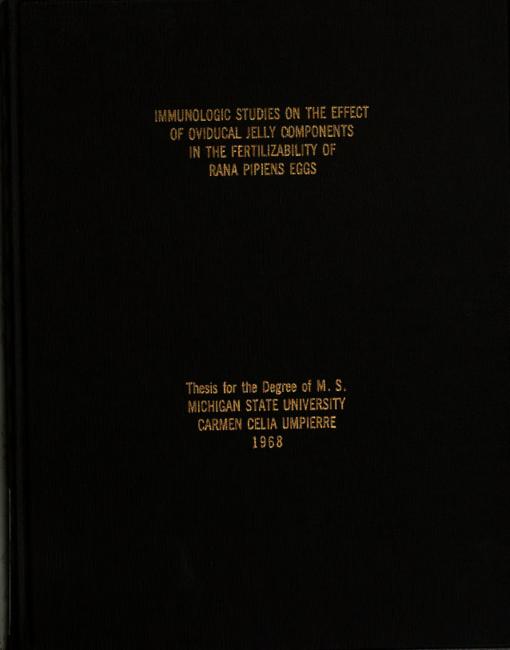 IMMUNOLOGIC STUDIES ON THE EFFECT
OF OVIDUCAL JELLY COMPONENTS
IN THE FERTILIZABILITY OF
RANA PIPIENS EGGS
Thesis for the Degree of M. S.
MICHIGAN STATE UNIVERSITY
CARMEN CELIA UMPIERRE
1968